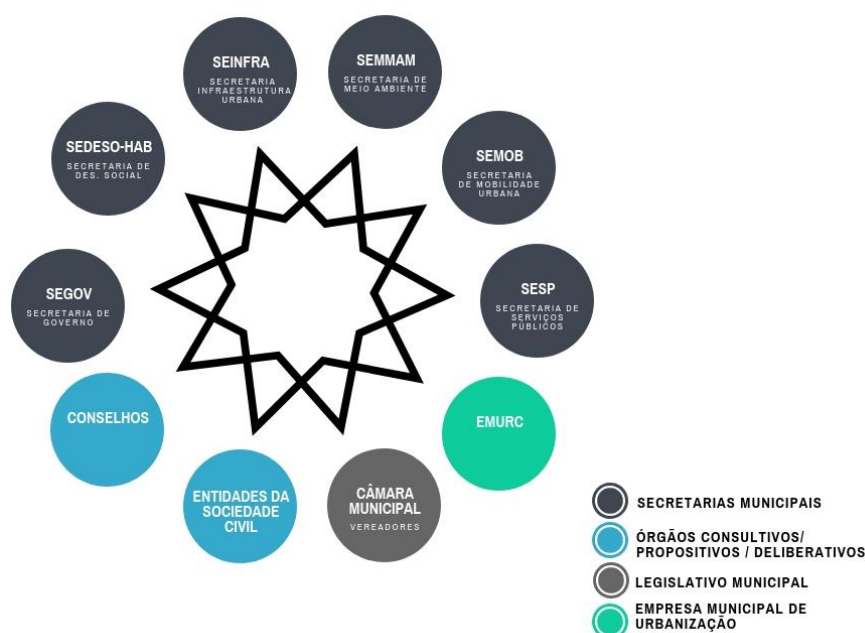 SEINFRA
SECRETARIA
INFRAESTRUTURA
URBANA
SEMMAM
SECRETARIA DE
MEIO AMBIENTE
SEDESO-HAB
SECRETARIA DE
DES. SOCIAL
SEMOB
SECRETARIA
DE MOBILIDADE
URBANA
SEGOV
SECRETARIA DE
GOVERNO
SESP
SECRETARIA DE
SERVIÇOS
PÚBLICOS
CONSELHOS
EMURC
ENTIDADES DA
SOCIEDADE
CIVIL
CÂMARA
MUNICIPAL
VEREADORES
SECRETARIAS MUNICIPAIS
ÓRGÃOS CONSULTIVOS/
PROPOSITIVOS / DELIBERATIVOS
LEGISLATIVO MUNICIPAL
EMPRESA MUNICIPAL DE
URBANIZAÇÃO